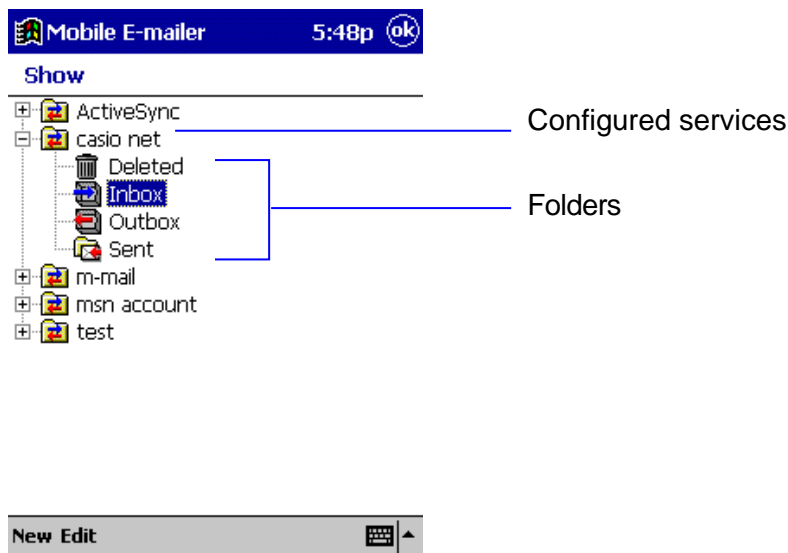 Mobile E-mailer 5:48p ok
Show
ActiveSync
casio net
Configured services
Deleted
Inbox
Folders
Outbox
Sent
m-mail
msn account
test
New Edit